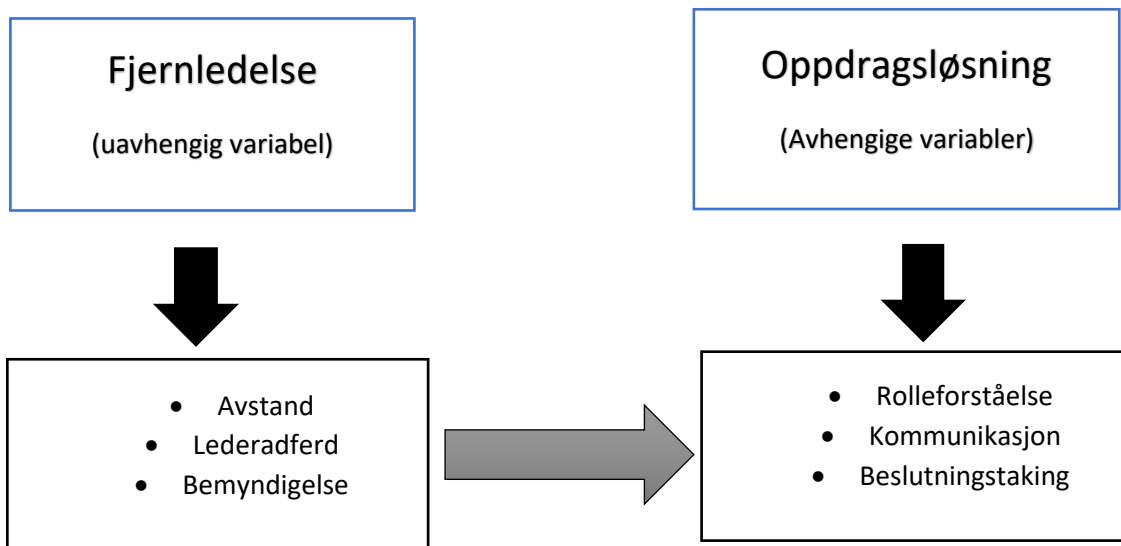 Fjernledelse
(uavhengig variabel)
Oppdragsløsning
(Avhengige variabler)
• Avstand
• Lederadferd
• Bemyndigelse
• Rolleforståelse
• Kommunikasjon
• Beslutningstaking